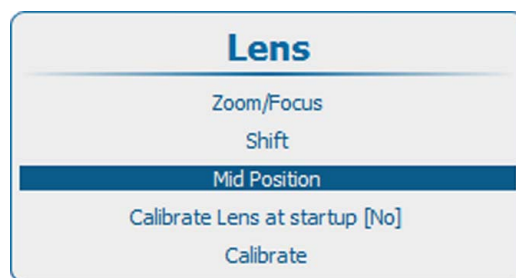 Lens
Zoom/Focus
Shift
Mid Position
Calibrate Lens at startup [No]
Calibrate